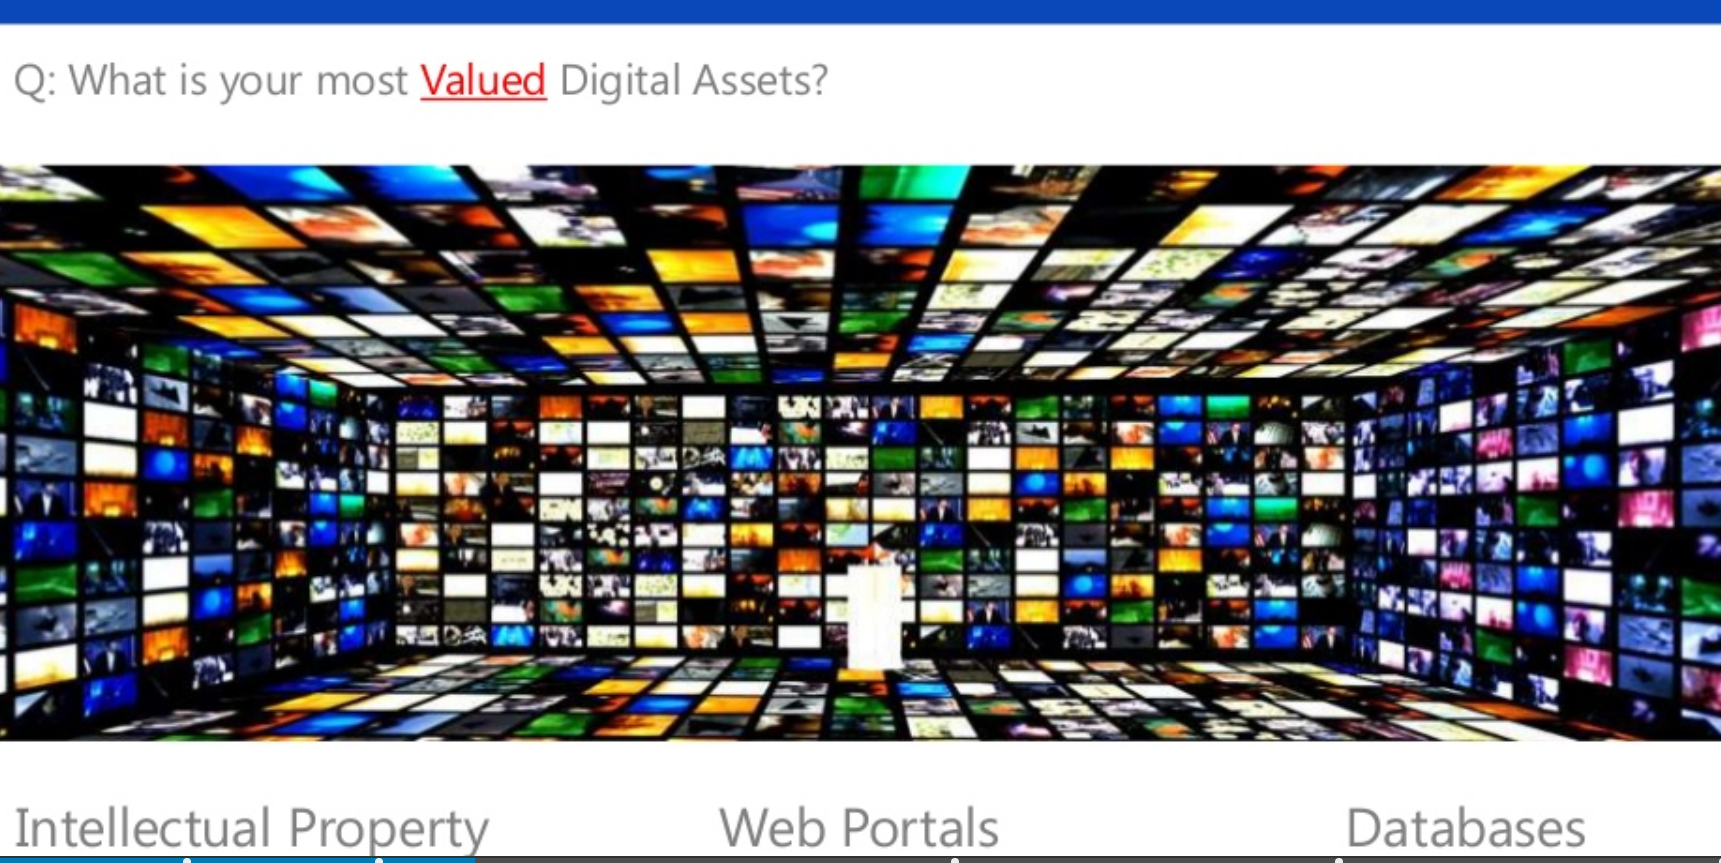 Q: What is your most Valued Digital Assets?
Intellectual Property Web Portals Databases